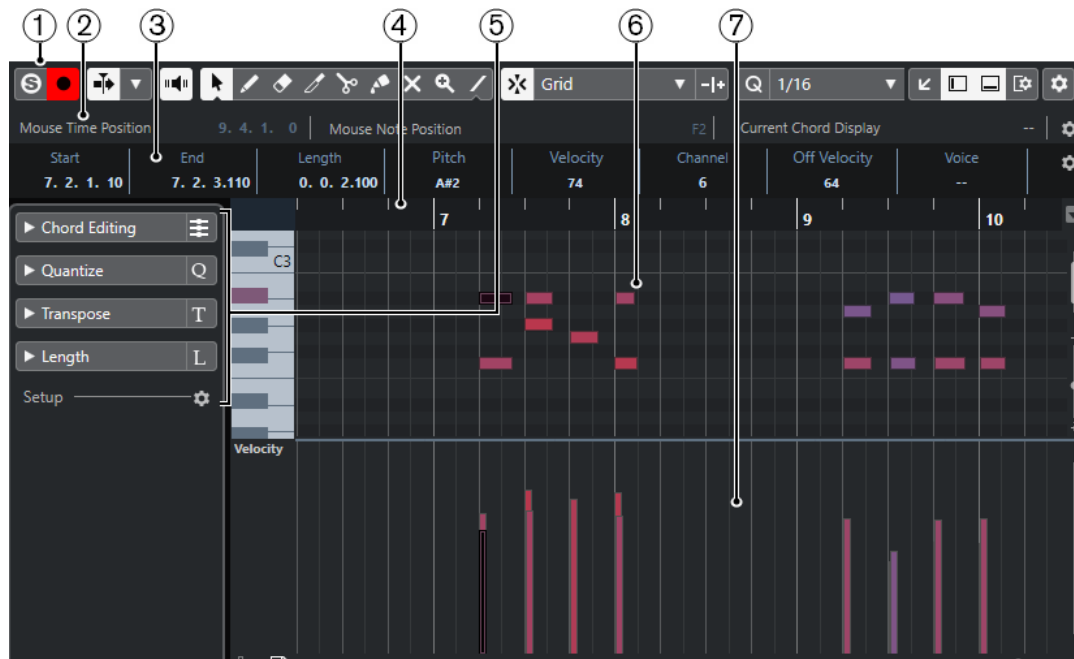 1 2 3 4 5 6 7
S Grid Q 1/16
Mouse Time Position 9. 4. 1. 0 Mouse Note Position F2 Current Chord Display --
Start End Length Pitch Velocity Channel Off Velocity Voice
7. 2. 1. 10 7. 2. 3.110 0. 0. 2.100 A#2 74 6 64 --
7 8 9 10
Chord Editing
C3
Quantize Q
Transpose T
Length L
Setup
Velocity